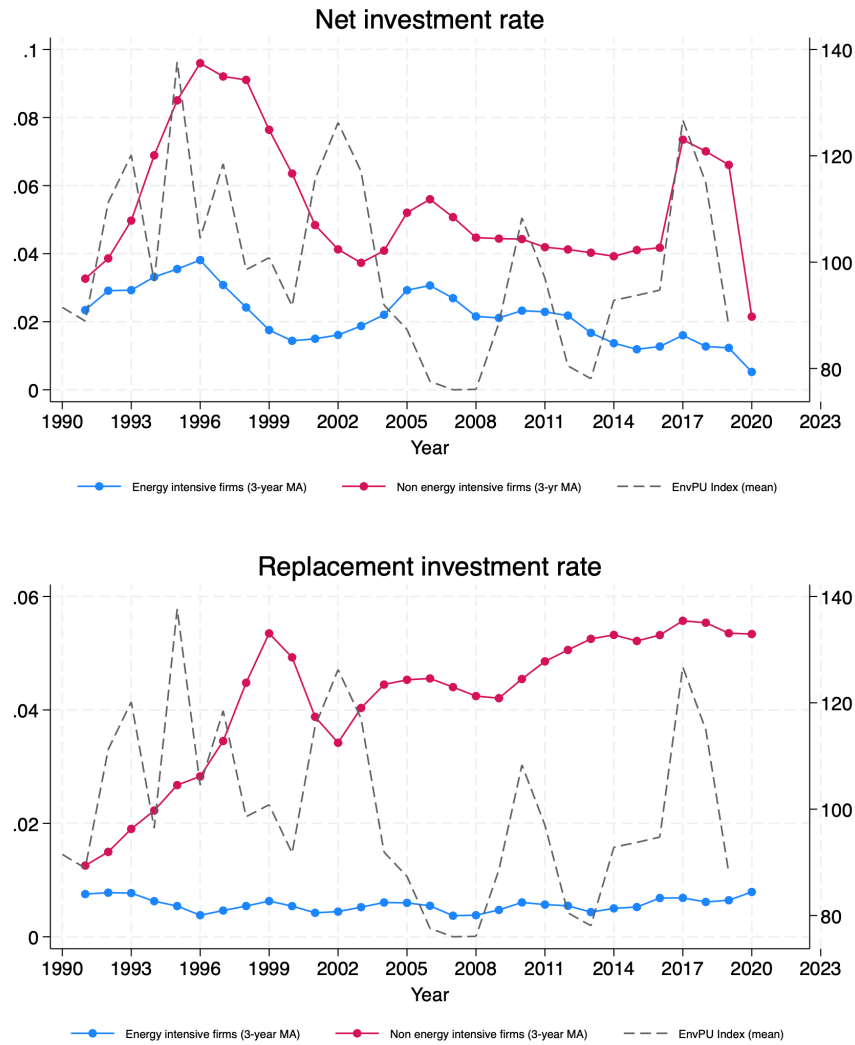 Net investment rate
.1
.08
.06
.04
.02
0
140
120
100
80
1990 1993 1996 1999 2002 2005 2008 2011 2014 2017 2020 2023
Year
Energy intensive firms (3-year MA) Non energy intensive firms (3-yr MA) EnvPU Index (mean)
Replacement investment rate
.06
.04
.02
0
140
120
100
80
1990 1993 1996 1999 2002 2005 2008 2011 2014 2017 2020 2023
Year
Energy intensive firms (3-year MA) Non energy intensive firms (3-year MA) EnvPU Index (mean)